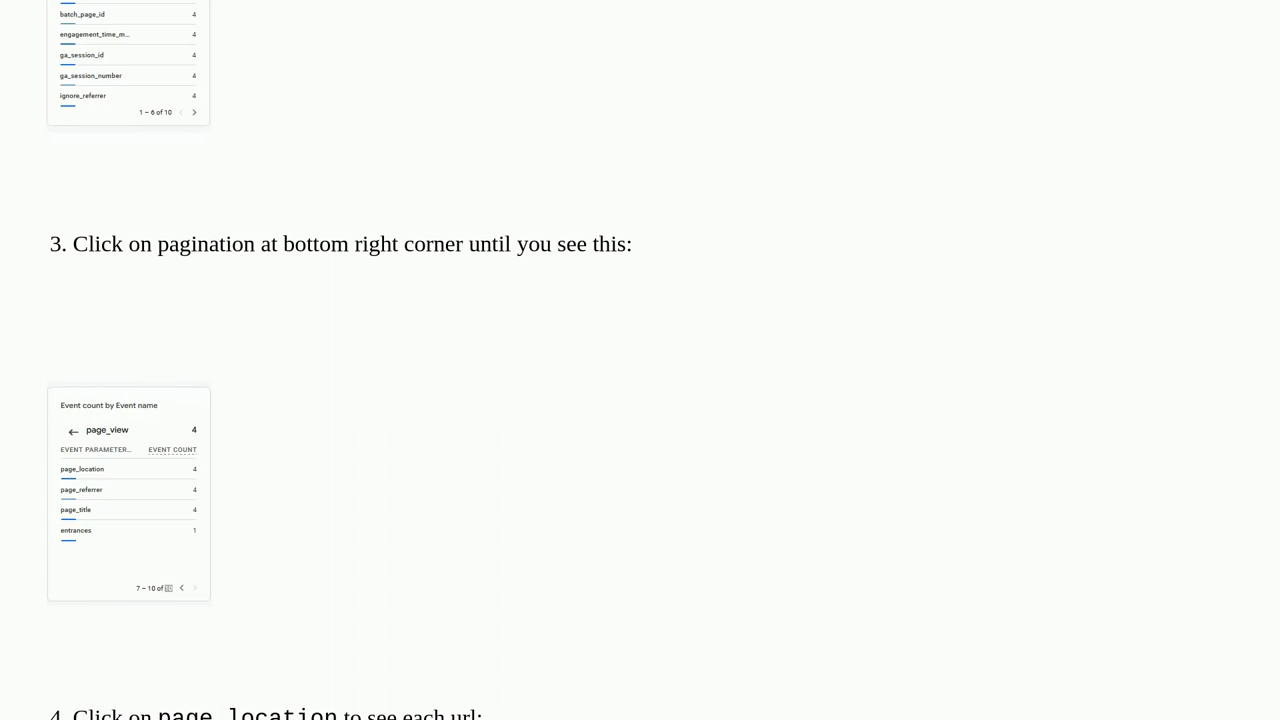 batch_page_id 4
engagement_time_m... 4
ga_session_id 4
ga_session_number 4
ignore_referrer 4
1 – 6 of 10
3. Click on pagination at bottom right corner until you see this:
Event count by Event name
page_view 4
EVENT PARAMETER... EVENT COUNT
page_location 4
page_referrer 4
page_title 4
entrances 1
7 – 10 of
4. Click on page_location to see each url: